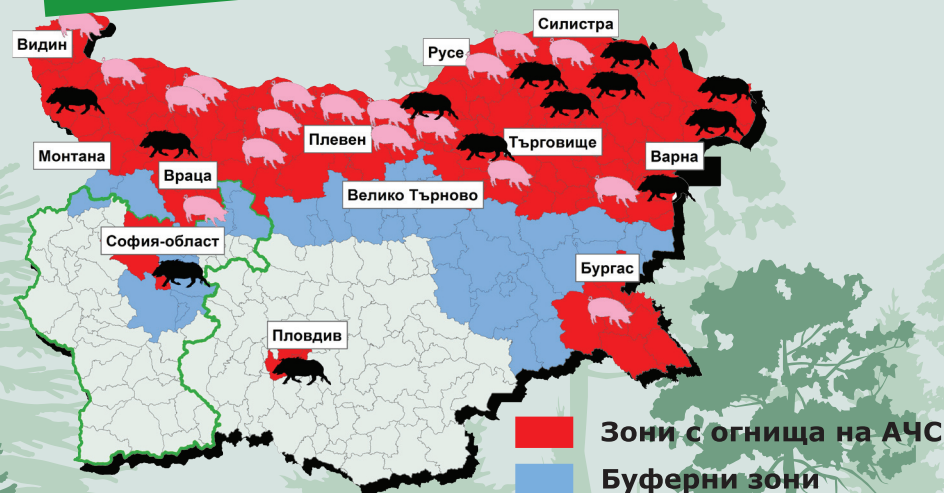 Силистра
Видин
Русе
Плевен
Търговище
Монтана
Варна
Враца
Велико Търново
София-област
Бургас
Пловдив
Зони с огнища на АЧС
Буферни зони